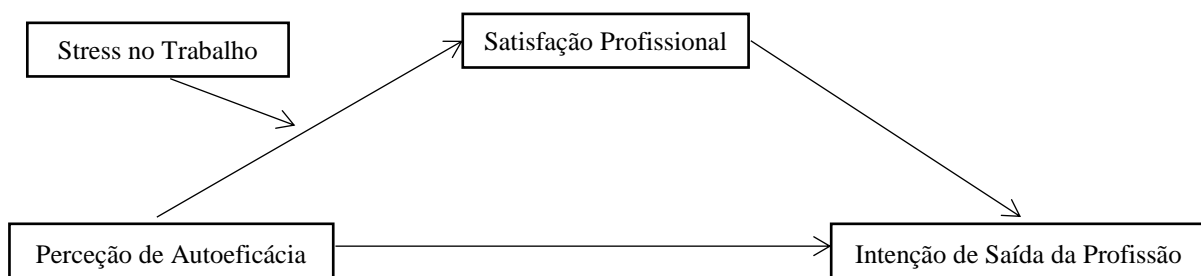 Stress no Trabalho
Satisfação Profissional
Perceção de Autoeficácia
Intenção de Saída da Profissão